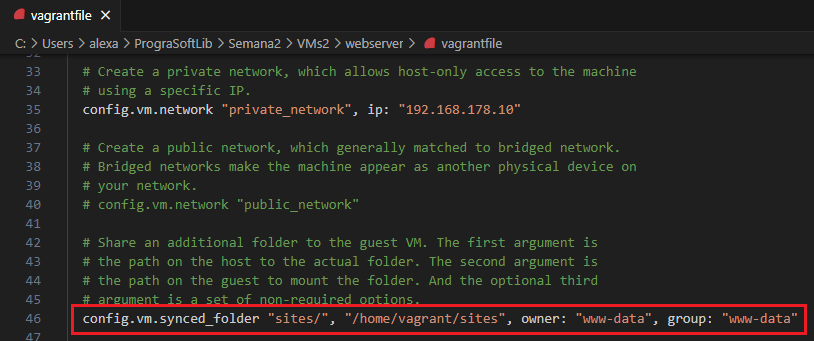 vagrantfile
C: > Users > alexa > PrograSoftLib > Semana2 > VMs2 > webserver > vagrantfile
33 # Create a private network, which allows host-only access to the machine
34 # using a specific IP.
35 config.vm.network "private_network", ip: "192.168.178.10"
36
37 # Create a public network, which generally matched to bridged network.
38 # Bridged networks make the machine appear as another physical device on
39 # your network.
40 # config.vm.network "public_network"
41
42 # Share an additional folder to the guest VM. The first argument is
43 # the path on the host to the actual folder. The second argument is
44 # the path on the guest to mount the folder. And the optional third
45 # argument is a set of non-required options.
46 config.vm.synced_folder "sites/", "/home/vagrant/sites", owner: "www-data", group: "www-data"
47